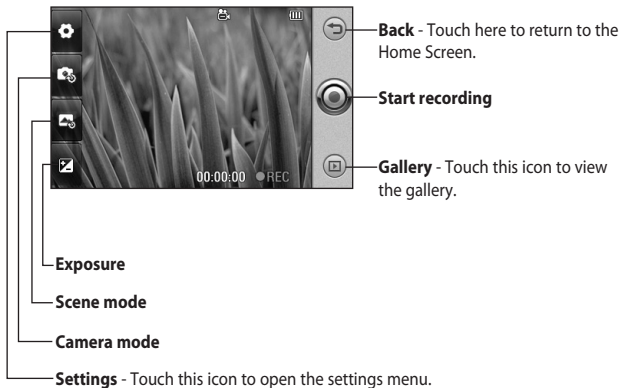 Back - Touch here to return to the
Home Screen.
Start recording
Gallery - Touch this icon to view
the gallery.
00:00:00 REC
Exposure
Scene mode
Camera mode
Settings - Touch this icon to open the settings menu.